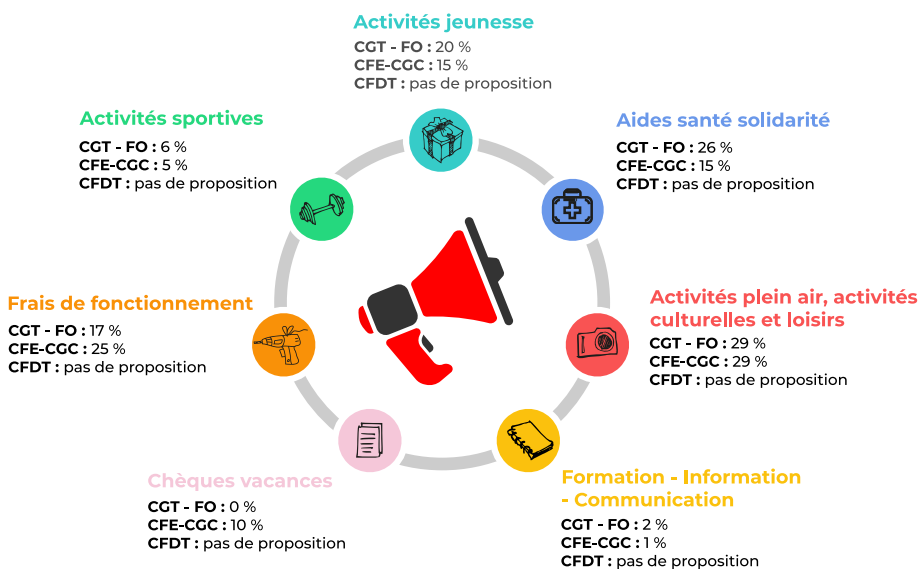 Activités jeunesse
CGT - FO : 20 %
CFE-CGC : 15 %
CFDT : pas de proposition
Activités sportives
CGT - FO : 6 %
CFE-CGC : 5 %
CFDT : pas de proposition
Aides santé solidarité
CGT - FO : 26 %
CFE-CGC : 15 %
CFDT : pas de proposition
Frais de fonctionnement
CGT - FO : 17 %
CFE-CGC : 25 %
CFDT : pas de proposition
Activités plein air, activités
culturelles et loisirs
CGT - FO : 29 %
CFE-CGC : 29 %
CFDT : pas de proposition
Chèques vacances
CGT - FO : 0 %
CFE-CGC : 10 %
CFDT : pas de proposition
Formation - Information
- Communication
CGT - FO : 2 %
CFE-CGC : 1 %
CFDT : pas de proposition